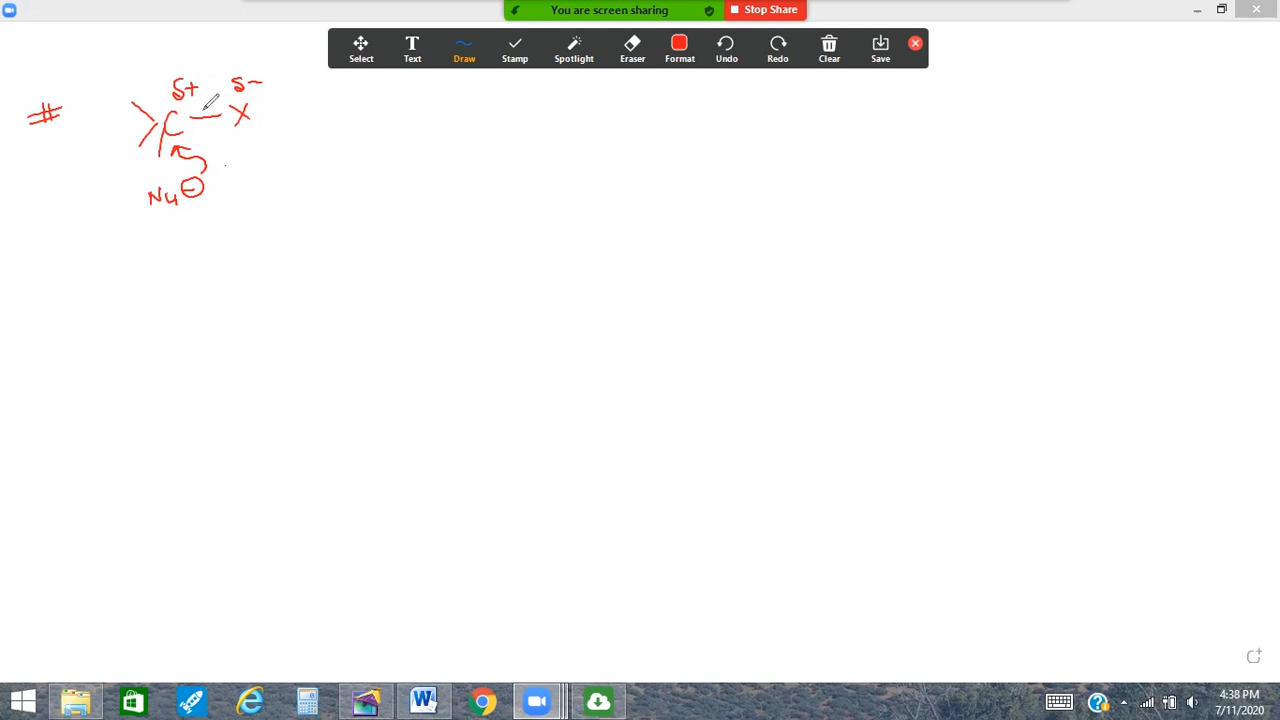 You are screen sharing
Stop Share
Select Text Draw Stamp Spotlight Eraser Format Undo Redo Clear Save
# δ+ δ−
C — X
Nu⊖
4:38 PM
7/11/2020